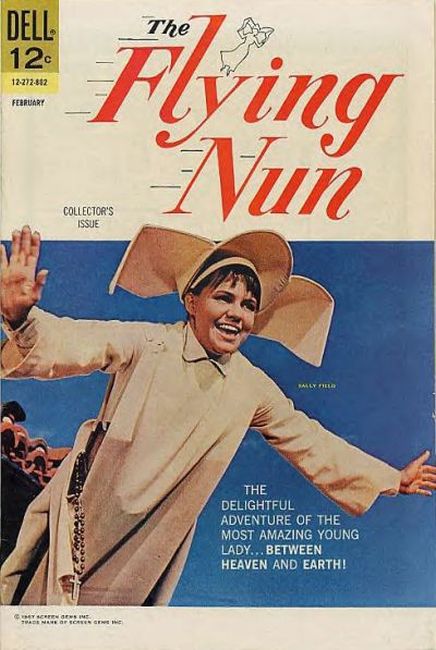 DELL®
12c
12-272-802
FEBRUARY
The
Flying
Nun
COLLECTOR'S
ISSUE
SALLY FIELD
THE
DELIGHTFUL
ADVENTURE OF THE
MOST AMAZING YOUNG
LADY...BETWEEN
HEAVEN AND EARTH!
© 1967 SCREEN GEMS INC.
TRADE MARK OF SCREEN GEMS INC.